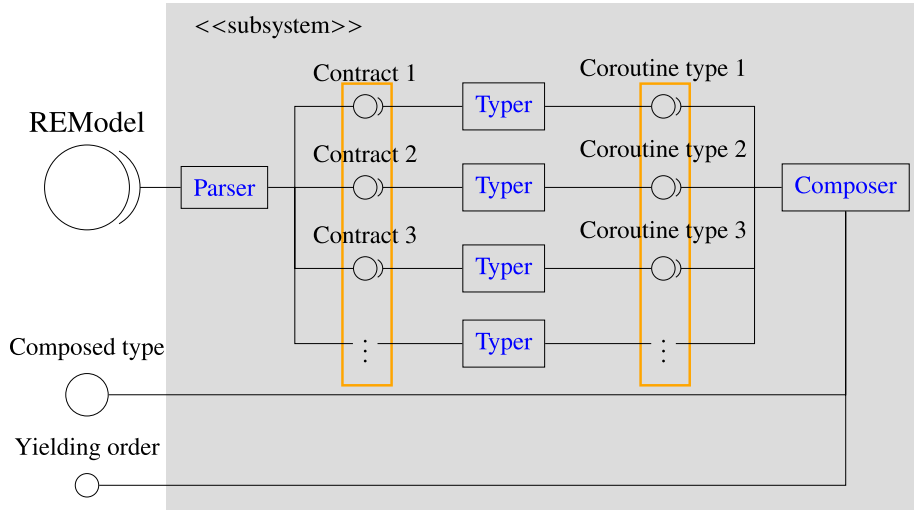 <<subsystem>>
Contract 1
Coroutine type 1
Typer
REModel
Contract 2
Coroutine type 2
Parser
Typer
Composer
Contract 3
Coroutine type 3
Typer
Typer
⋮
⋮
Composed type
Yielding order